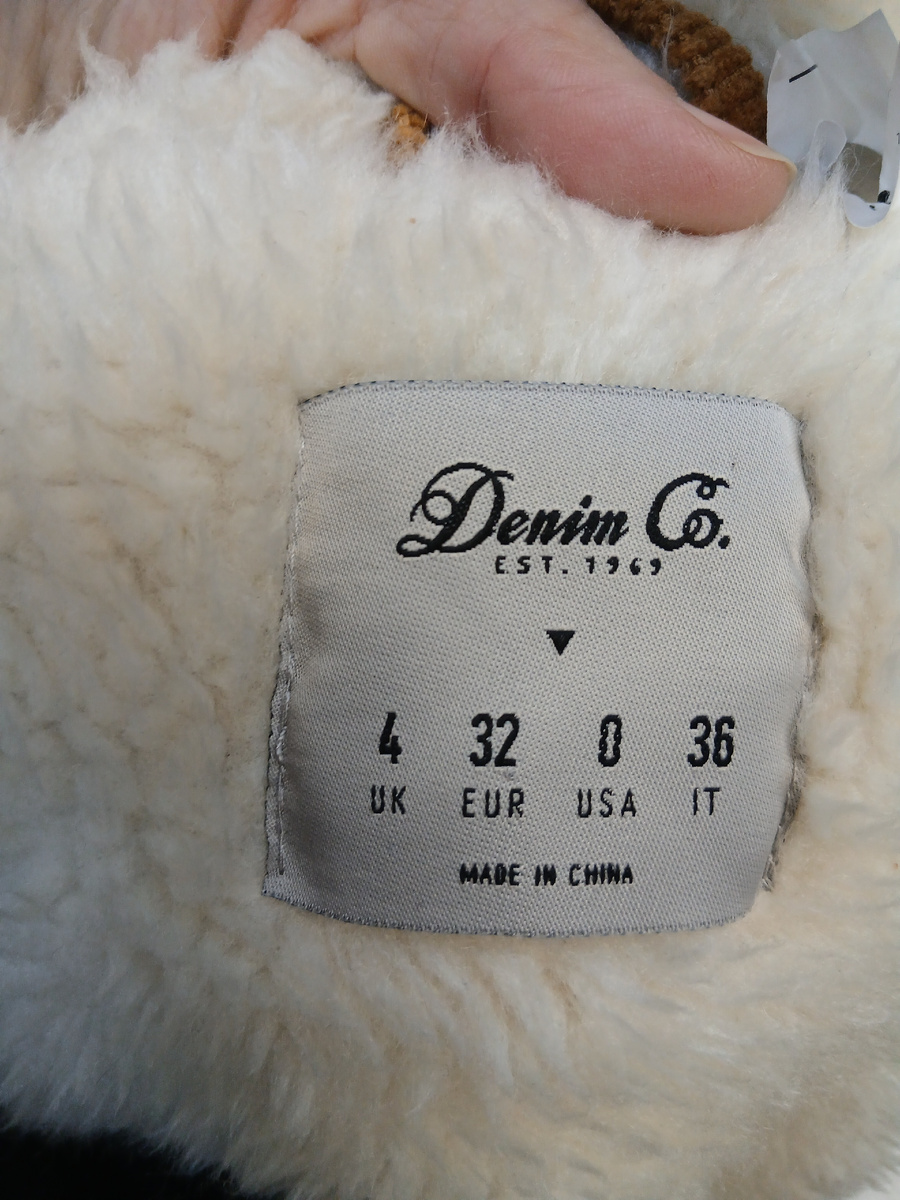 Denim Co.
EST. 1969
4 32 0 36
UK EUR USA IT
MADE IN CHINA